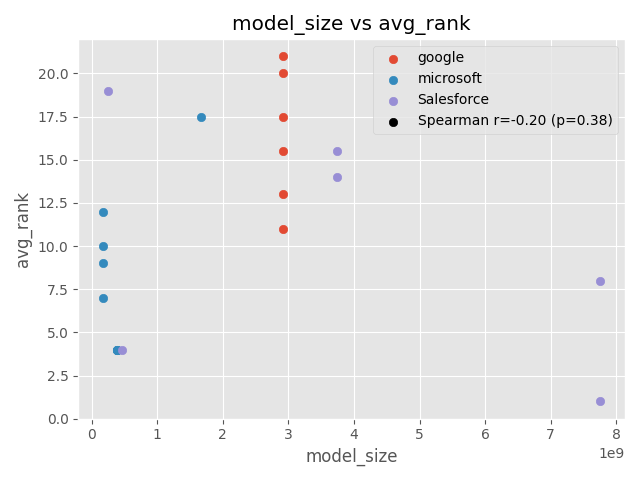 model_size vs avg_rank
google
microsoft
Salesforce
Spearman r=-0.20 (p=0.38)
avg_rank
20.0
17.5
15.0
12.5
10.0
7.5
5.0
2.5
0.0
0 1 2 3 4 5 6 7 8
1e9
model_size